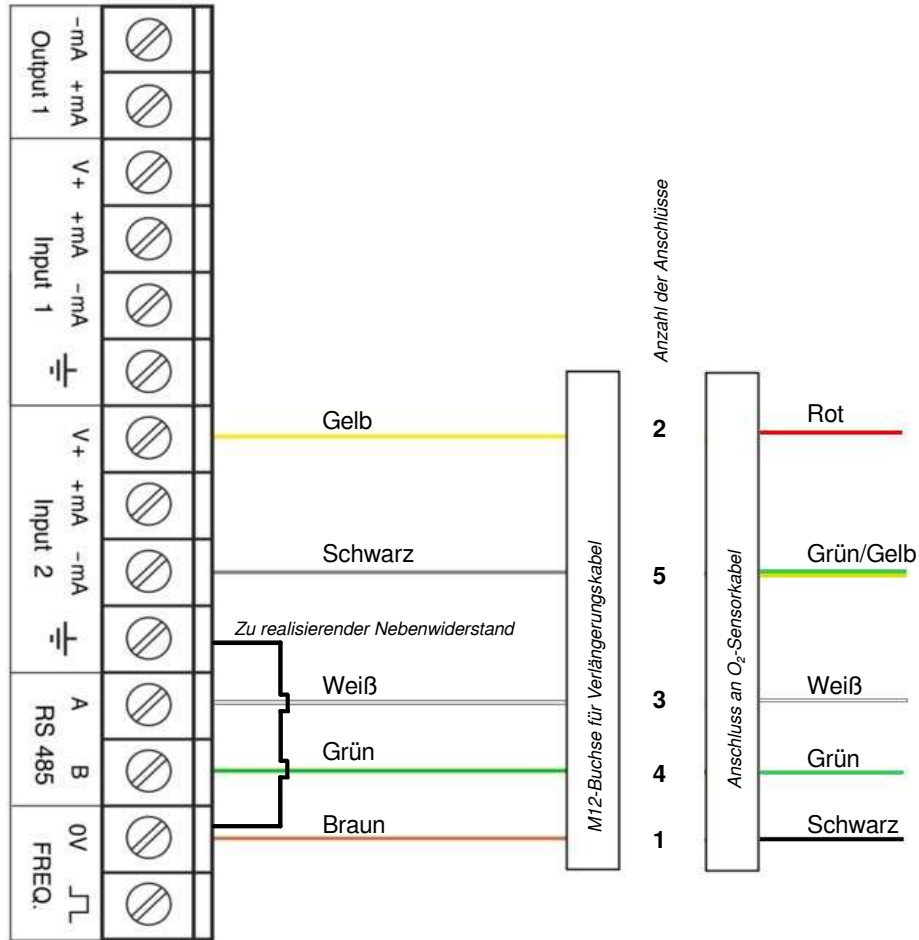 -mA
+mA
Output 1
V+
+mA
-mA
Input 1
V+
+mA
-mA
Input 2
A
B
RS 485
0V
FREQ.
Gelb
Schwarz
Zu realisierender Nebenwiderstand
Weiß
Grün
Braun
M12-Buchse für Verlängerungskabel
Anzahl der Anschlüsse
2
5
3
4
1
Anschluss an O₂-Sensorkabel
Rot
Grün/Gelb
Weiß
Grün
Schwarz